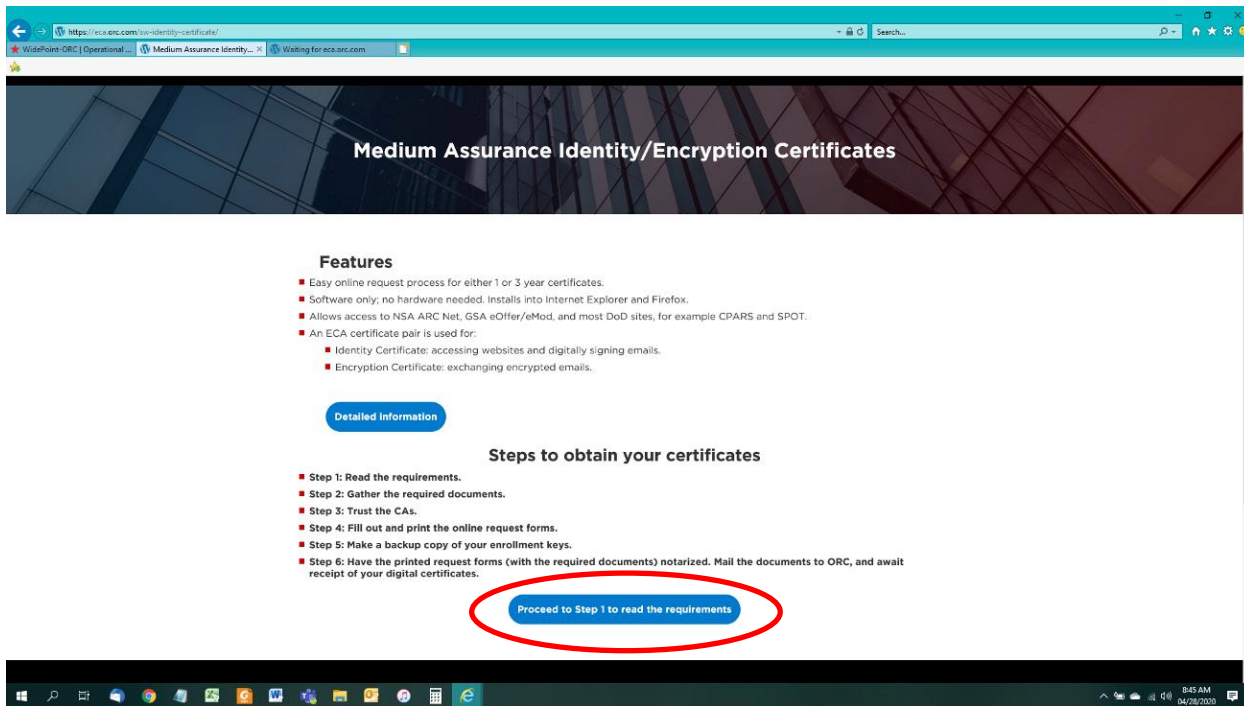 https://eca.orc.com/sw-identity-certificate/
Search...
WidePoint-ORC | Operational ...
Medium Assurance Identity...
Waiting for eca.orc.com
Medium Assurance Identity/Encryption Certificates
Features
Easy online request process for either 1 or 3 year certificates.
Software only; no hardware needed. Installs into Internet Explorer and Firefox.
Allows access to NSA ARC Net, GSA eOffer/eMod, and most DoD sites, for example CPARS and SPOT.
An ECA certificate pair is used for:
Identity Certificate: accessing websites and digitally signing emails.
Encryption Certificate: exchanging encrypted emails.
Detailed Information
Steps to obtain your certificates
Step 1: Read the requirements.
Step 2: Gather the required documents.
Step 3: Trust the CAs.
Step 4: Fill out and print the online request forms.
Step 5: Make a backup copy of your enrollment keys.
Step 6: Have the printed request forms (with the required documents) notarized. Mail the documents to ORC, and await
receipt of your digital certificates.
Proceed to Step 1 to read the requirements
8:45 AM
04/28/2020